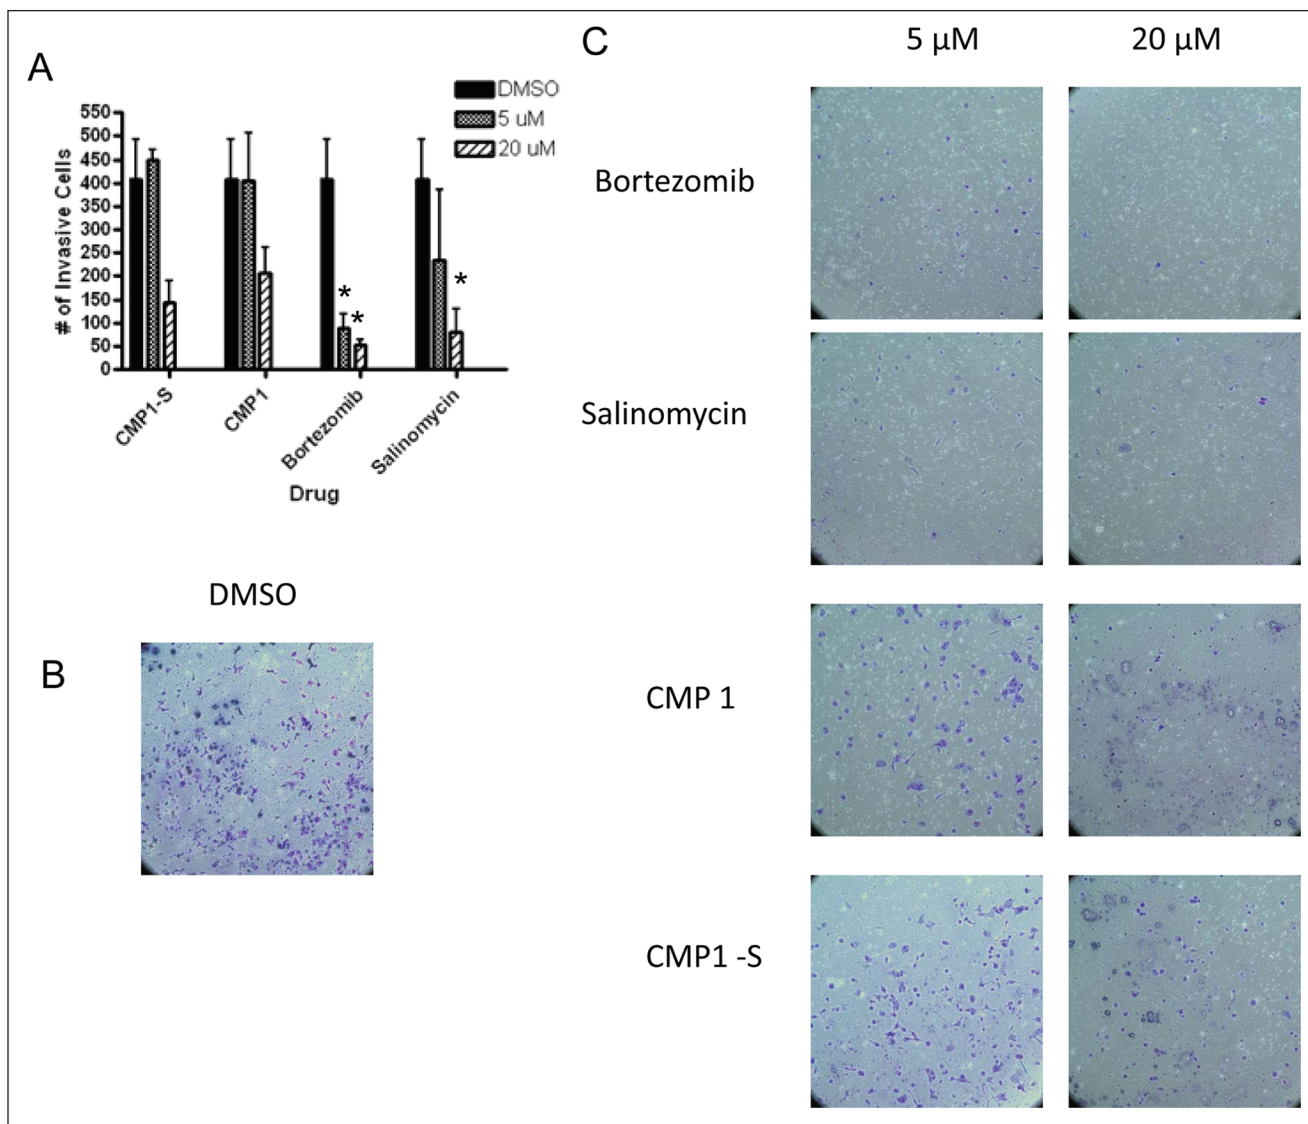 A
DMSO
5 uM
20 uM
550
500
450
400
350
300
250
200
150
100
50
0
# of Invasive Cells
*
*
*
CMP1-S
CMP1
Bortezomib
Salinomycin
Drug
DMSO
B
C
5 μM
20 μM
Bortezomib
Salinomycin
CMP 1
CMP1 -S